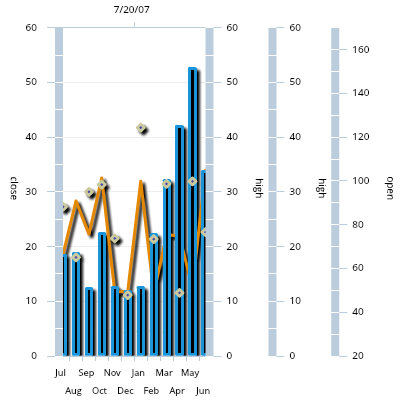 7/20/07
60 60 60
160
50 50 50
140
40 40 40
120
30 30 30
100
close high high open
80
20 20 20
60
10 10 10
40
0 0 0 20
Jul Sep Nov Jan Mar May
Aug Oct Dec Feb Apr Jun